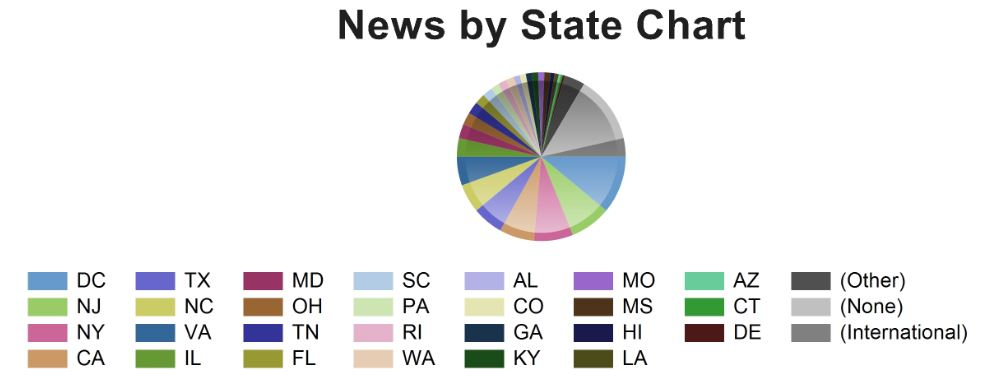 News by State Chart
DC TX MD SC AL MO AZ (Other)
NJ NC OH PA CO MS CT (None)
NY VA TN RI GA HI DE (International)
CA IL FL WA KY LA